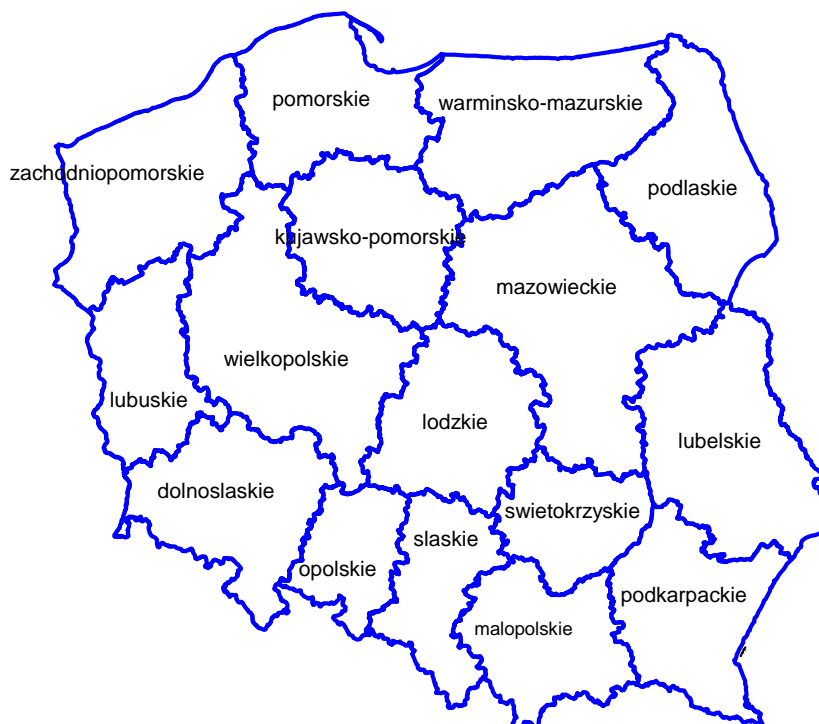 pomorskie
warminsko-mazurskie
zachodniopomorskie
podlaskie
kujawsko-pomorskie
mazowieckie
wielkopolskie
lubuskie
lodzkie
lubelskie
dolnoslaskie
swietokrzyskie
slaskie
opolskie
podkarpackie
malopolskie